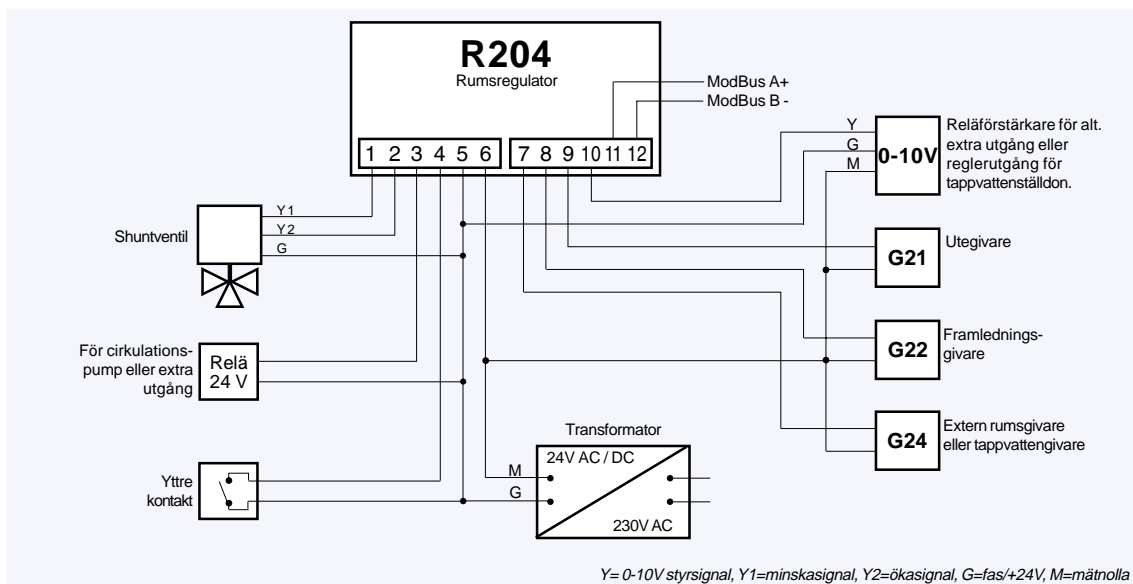 R204
Rumsregulator
ModBus A+
ModBus B -
1 2 3 4 5 6 7 8 9 10 11 12
Y
G
M
0-10V
Reläförstärkare för alt.
extra utgång eller
reglerutgång för
tappvattenställdon.
Shuntventil
Y1
Y2
G
G21
Utegivare
För cirkulations-
pump eller extra
utgång
Relä
24 V
G22
Framlednings-
givare
G24
Extern rumsgivare
eller tappvattengivare
Yttre
kontakt
Transformator
24V AC / DC
230V AC
M
G
Y= 0-10V styrsignal, Y1=minskasignal, Y2=ökasignal, G=fas/+24V, M=mätnolla